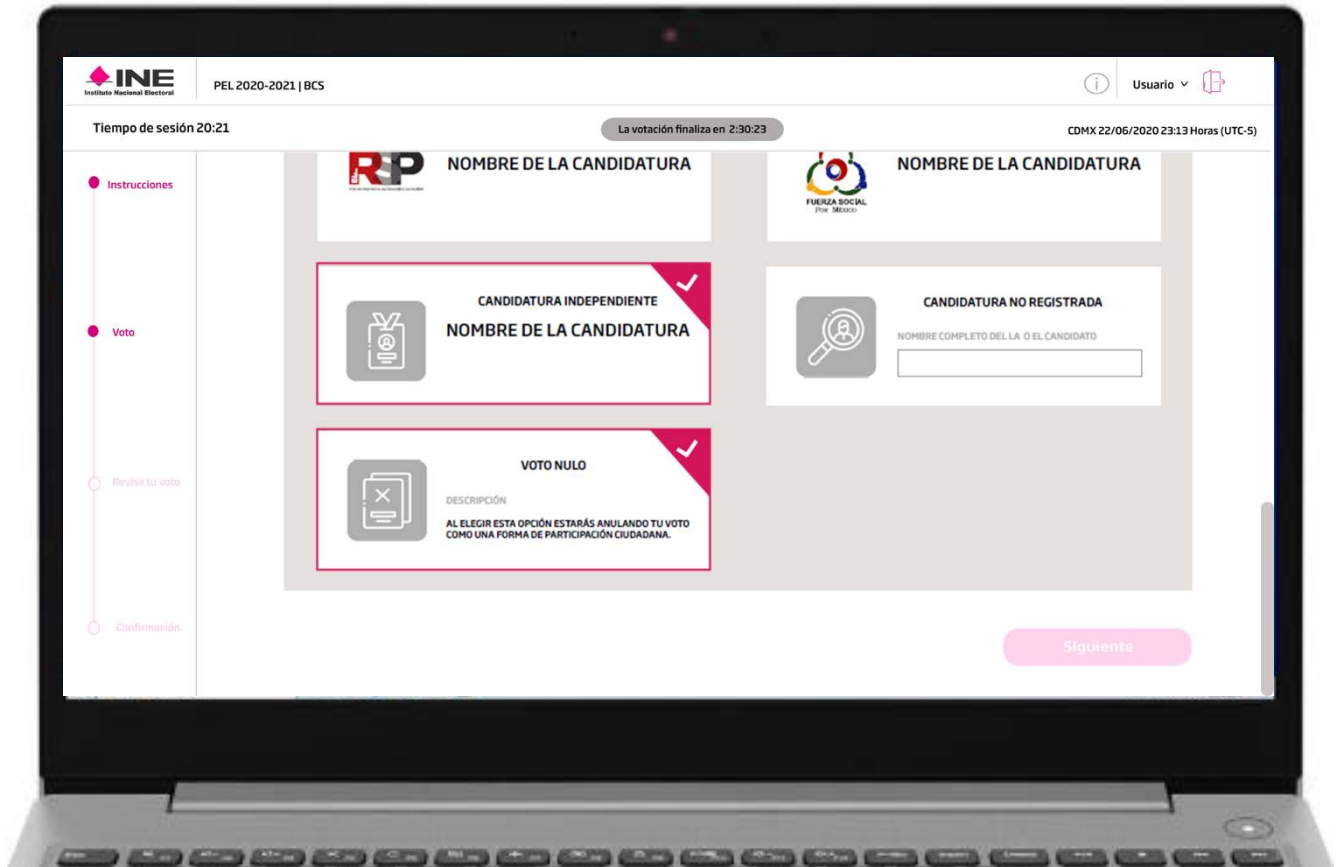 INE
Instituto Nacional Electoral
PEL 2020-2021 | BCS
Usuario
Tiempo de sesión 20:21
La votación finaliza en 2:30:23
CDMX 22/06/2020 23:13 Horas (UTC-5)
Instrucciones
Voto
Revisa tu voto
Confirmación
RSP
NOMBRE DE LA CANDIDATURA
FUERZA SOCIAL
POR MÉXICO
NOMBRE DE LA CANDIDATURA
CANDIDATURA INDEPENDIENTE
NOMBRE DE LA CANDIDATURA
CANDIDATURA NO REGISTRADA
NOMBRE COMPLETO DEL LA O EL CANDIDATO
VOTO NULO
DESCRIPCIÓN
AL ELEGIR ESTA OPCIÓN ESTARÁS ANULANDO TU VOTO
COMO UNA FORMA DE PARTICIPACIÓN CIUDADANA.
Siguiente